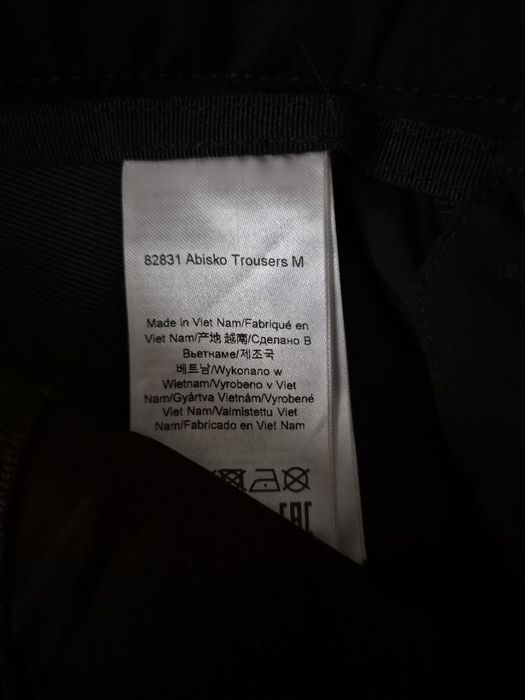 82831 Abisko Trousers M
Made in Viet Nam/Fabriqué en
Viet Nam/产地 越南/Сделано В
Вьетнаме/제조국
베트남/Wykonano w
Wietnam/Vyrobeno v Viet
Nam/Gyártva Vietnám/Vyrobené
Viet Nam/Valmistettu Viet
Nam/Fabricado en Viet Nam
EAC